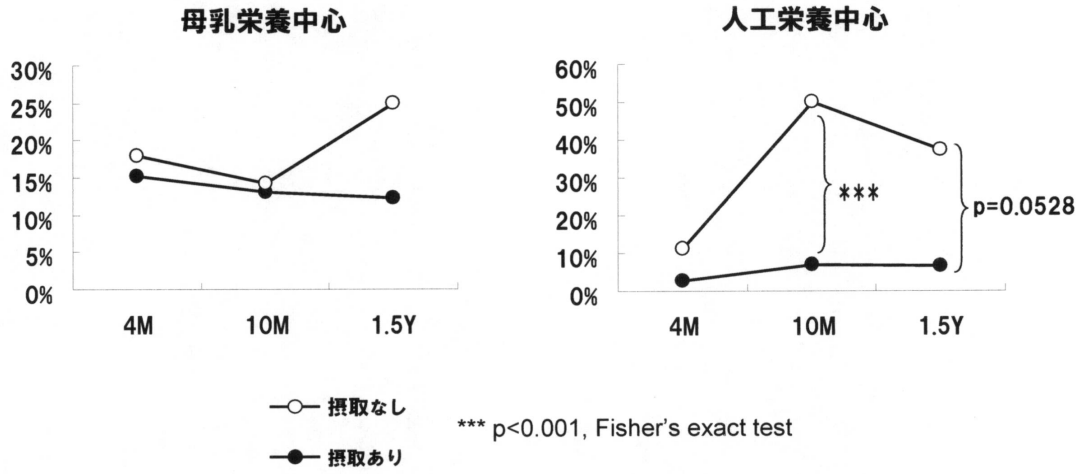 母乳栄養中心
30%
25%
20%
15%
10%
5%
0%
4M 10M 1.5Y
人工栄養中心
60%
50%
40%
30%
20%
10%
0%
4M 10M 1.5Y
***
p=0.0528
摂取なし
摂取あり
*** p<0.001, Fisher's exact test